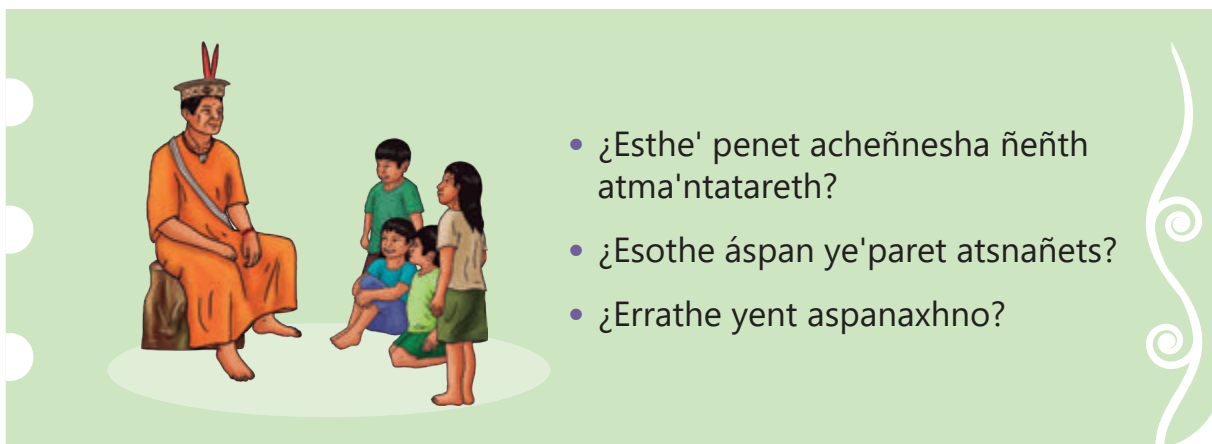 • ¿Esthe' penet acheñnesha ñeñth
atma'ntatareth?
• ¿Esothe áspan ye'paret atsnañets?
• ¿Errathe yent aspanaxhno?